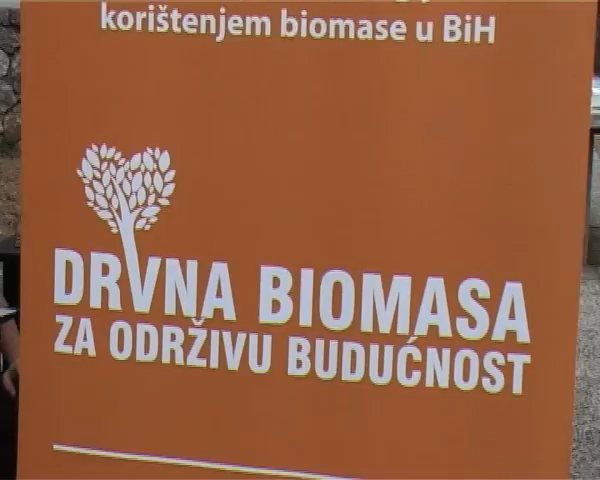 korištenjem biomase u BiH
DRVNA BIOMASA
ZA ODRŽIVU BUDUĆNOST